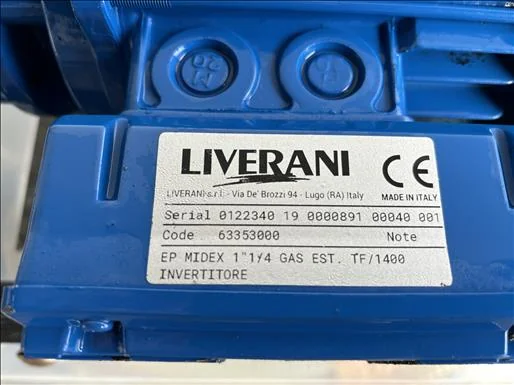 LIVERANI
CE
LIVERANI s.r.l. - Via De' Brozzi 94 - Lugo (RA) Italy
MADE IN ITALY
Serial 0122340 19 0000891 00040 001
Code 63353000 Note
EP MIDEX 1"1/4 GAS EST. TF/1400
INVERTITORE